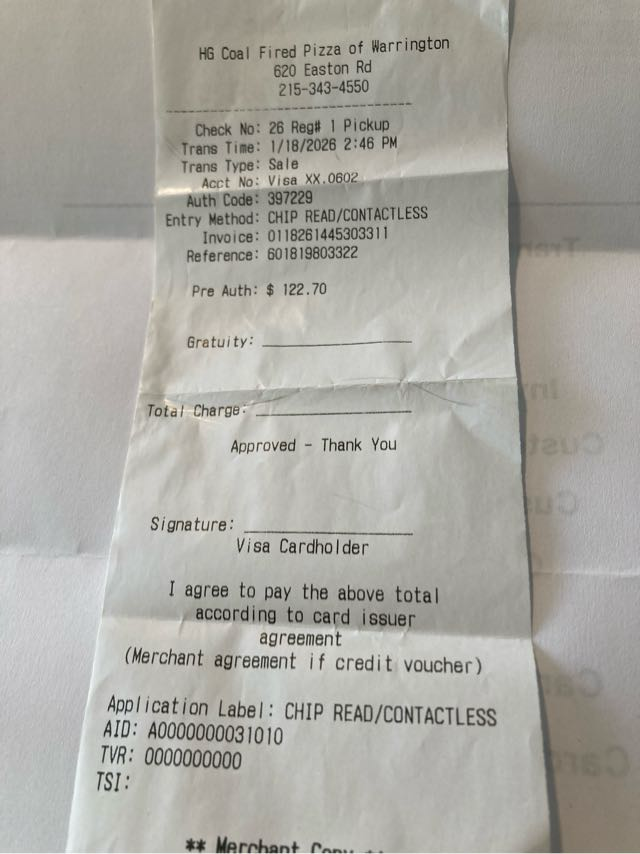 HG Coal Fired Pizza of Warrington
620 Easton Rd
215-343-4550
Check No: 26 Reg# 1 Pickup
Trans Time: 1/18/2026 2:46 PM
Trans Type: Sale
Acct No: Visa XX.0602
Auth Code: 397229
Entry Method: CHIP READ/CONTACTLESS
Invoice: 0118261445303311
Reference: 601819803322
Pre Auth: $ 122.70
Gratuity:
Total Charge:
Approved - Thank You
Signature:
Visa Cardholder
I agree to pay the above total
according to card issuer
agreement
(Merchant agreement if credit voucher)
Application Label: CHIP READ/CONTACTLESS
AID: A0000000031010
TVR: 0000000000
TSI:
** Merchant Copy **